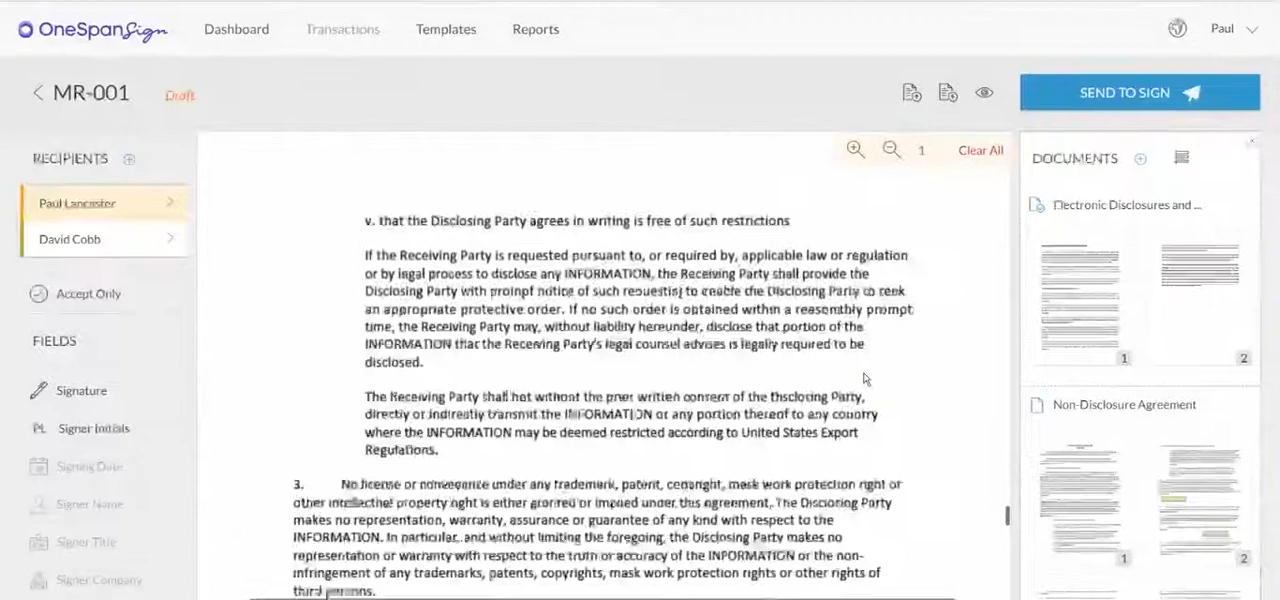 OneSpanSign
Dashboard
Transactions
Templates
Reports
Paul
MR-001
Draft
SEND TO SIGN
RECIPIENTS
Paul Lancaster
David Cobb
Accept Only
FIELDS
Signature
Signer Initials
Signing Date
Signer Name
Signer Title
Signer Company
1
Clear All
v. that the Disclosing Party agrees in writing is free of such restrictions
If the Receiving Party is requested pursuant to, or required by, applicable law or regulation
or by legal process to disclose any INFORMATION, the Receiving Party shall provide the
Disclosing Party with prompt notice of such requesting to enable the Disclosing Party to seek
an appropriate protective order. If no such order is obtained within a reasonably prompt
time, the Receiving Party may, without liability hereunder, disclose that portion of the
INFORMATION that the Receiving Party's legal counsel advises is legally required to be
disclosed.
The Receiving Party shall not without the prior written consent of the Disclosing Party,
directly or indirectly transmit the INFORMATION or any portion thereof to any country
where the INFORMATION may be deemed restricted according to United States Export
Regulations.
3. No license or conveyance under any trademark, patent, copyright, mask work protection right or
other intellectual property right is either granted or implied under this agreement. The Disclosing Party
makes no representation, warranty, assurance or guarantee of any kind with respect to the
INFORMATION. In particular, and without limiting the foregoing, the Disclosing Party makes no
representation or warranty with respect to the truth or accuracy of the INFORMATION or the non-
infringement of any trademarks, patents, copyrights, mask work protection rights or other rights of
third persons.
DOCUMENTS
Electronic Disclosures and ...
1
2
Non-Disclosure Agreement
1
2